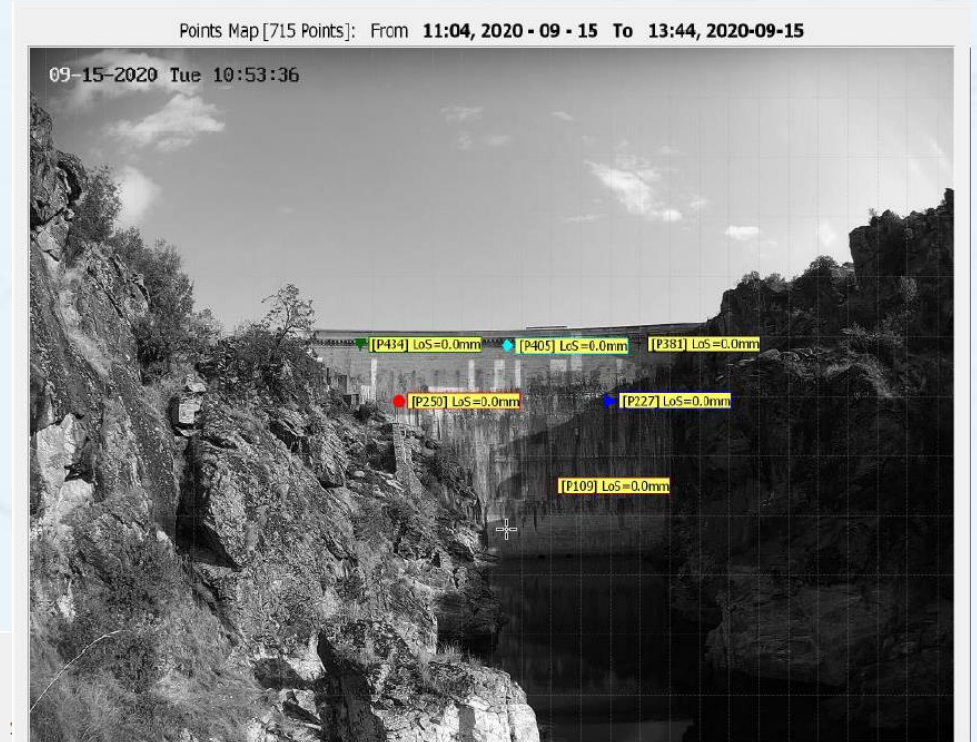 Points Map [715 Points]: From 11:04, 2020 - 09 - 15 To 13:44, 2020-09-15
09-15-2020 Tue 10:53:36
[P434] LoS=0.0mm
[P405] LoS=0.0mm
[P381] LoS=0.0mm
[P250] LoS=0.0mm
[P227] LoS=0.0mm
[P109] LoS=0.0mm